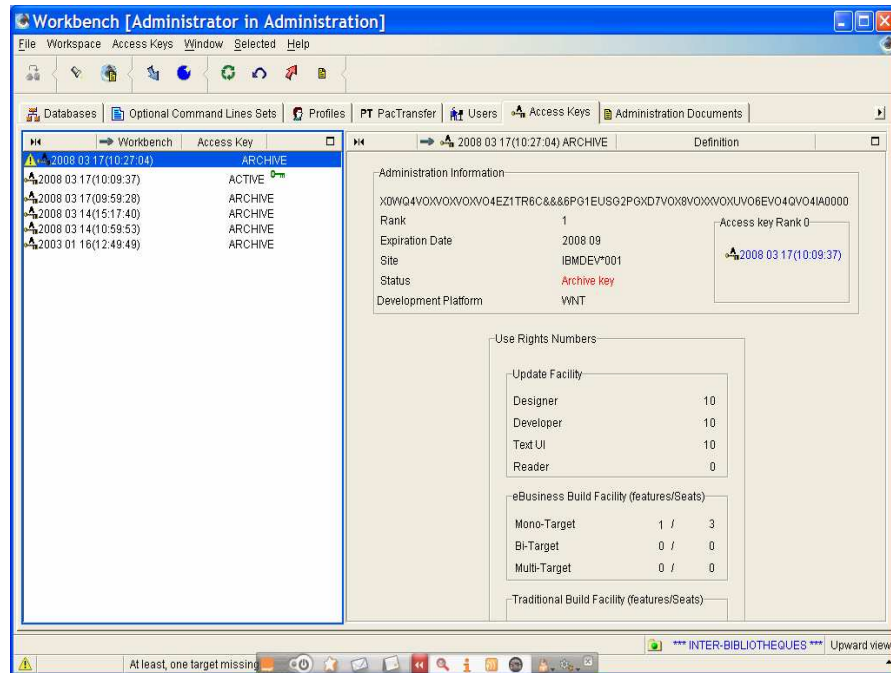 Workbench [Administrator in Administration]
File Workspace Access Keys Window Selected Help
Databases Optional Command Lines Sets Profiles PT PacTransfer Users Access Keys Administration Documents
Workbench Access Key
2008 03 17(10:27:04) ARCHIVE
2008 03 17(10:09:37) ACTIVE
2008 03 17(09:59:28) ARCHIVE
2008 03 14(15:17:40) ARCHIVE
2008 03 14(10:59:53) ARCHIVE
2003 01 16(12:49:49) ARCHIVE
2008 03 17(10:27:04) ARCHIVE Definition
Administration Information
X0WQ4VOXVOXVOXVO4EZ1TR6C&&&6PG1EUSG2PGXD7VOX8VOXXVOXUVO6EVO4QVO4IA0000
Rank 1
Expiration Date 2008 09
Site IBMDEV*001
Status Archive key
Development Platform WNT
Access key Rank 0
2008 03 17(10:09:37)
Use Rights Numbers
Update Facility
Designer 10
Developer 10
Text UI 10
Reader 0
eBusiness Build Facility (features/Seats)
Mono-Target 1 / 3
Bi-Target 0 / 0
Multi-Target 0 / 0
Traditional Build Facility (features/Seats)
*** INTER-BIBLIOTHEQUES *** Upward view
At least, one target missing